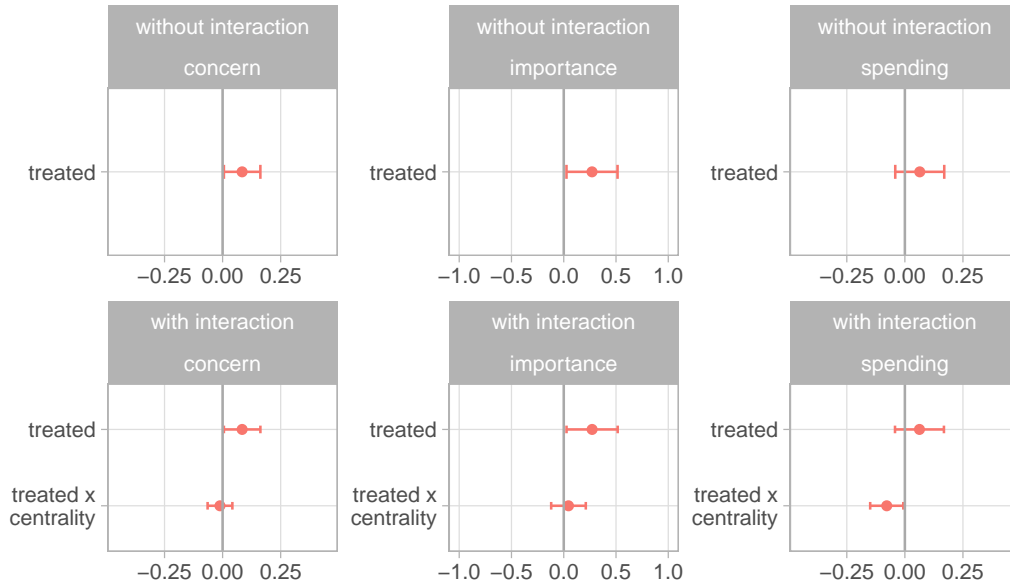 without interaction
concern
without interaction
importance
without interaction
spending
treated
treated
treated
−0.25 0.00 0.25
−1.0 −0.5 0.0 0.5 1.0
−0.25 0.00 0.25
with interaction
concern
with interaction
importance
with interaction
spending
treated
treated x
centrality
treated
treated x
centrality
treated
treated x
centrality
−0.25 0.00 0.25
−1.0 −0.5 0.0 0.5 1.0
−0.25 0.00 0.25